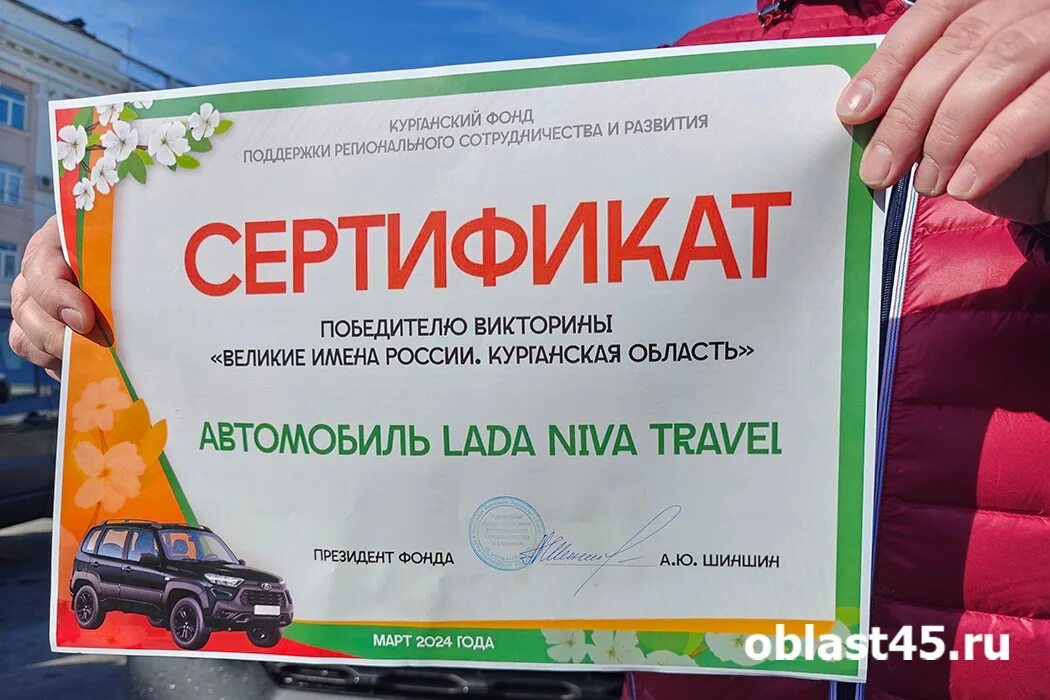 КУРГАНСКИЙ ФОНД
ПОДДЕРЖКИ РЕГИОНАЛЬНОГО СОТРУДНИЧЕСТВА И РАЗВИТИЯ
СЕРТИФИКАТ
ПОБЕДИТЕЛЮ ВИКТОРИНЫ
«ВЕЛИКИЕ ИМЕНА РОССИИ. КУРГАНСКАЯ ОБЛАСТЬ»
АВТОМОБИЛЬ LADA NIVA TRAVEL
ПРЕЗИДЕНТ ФОНДА А.Ю. ШИНШИН
МАРТ 2024 ГОДА
oblast45.ru